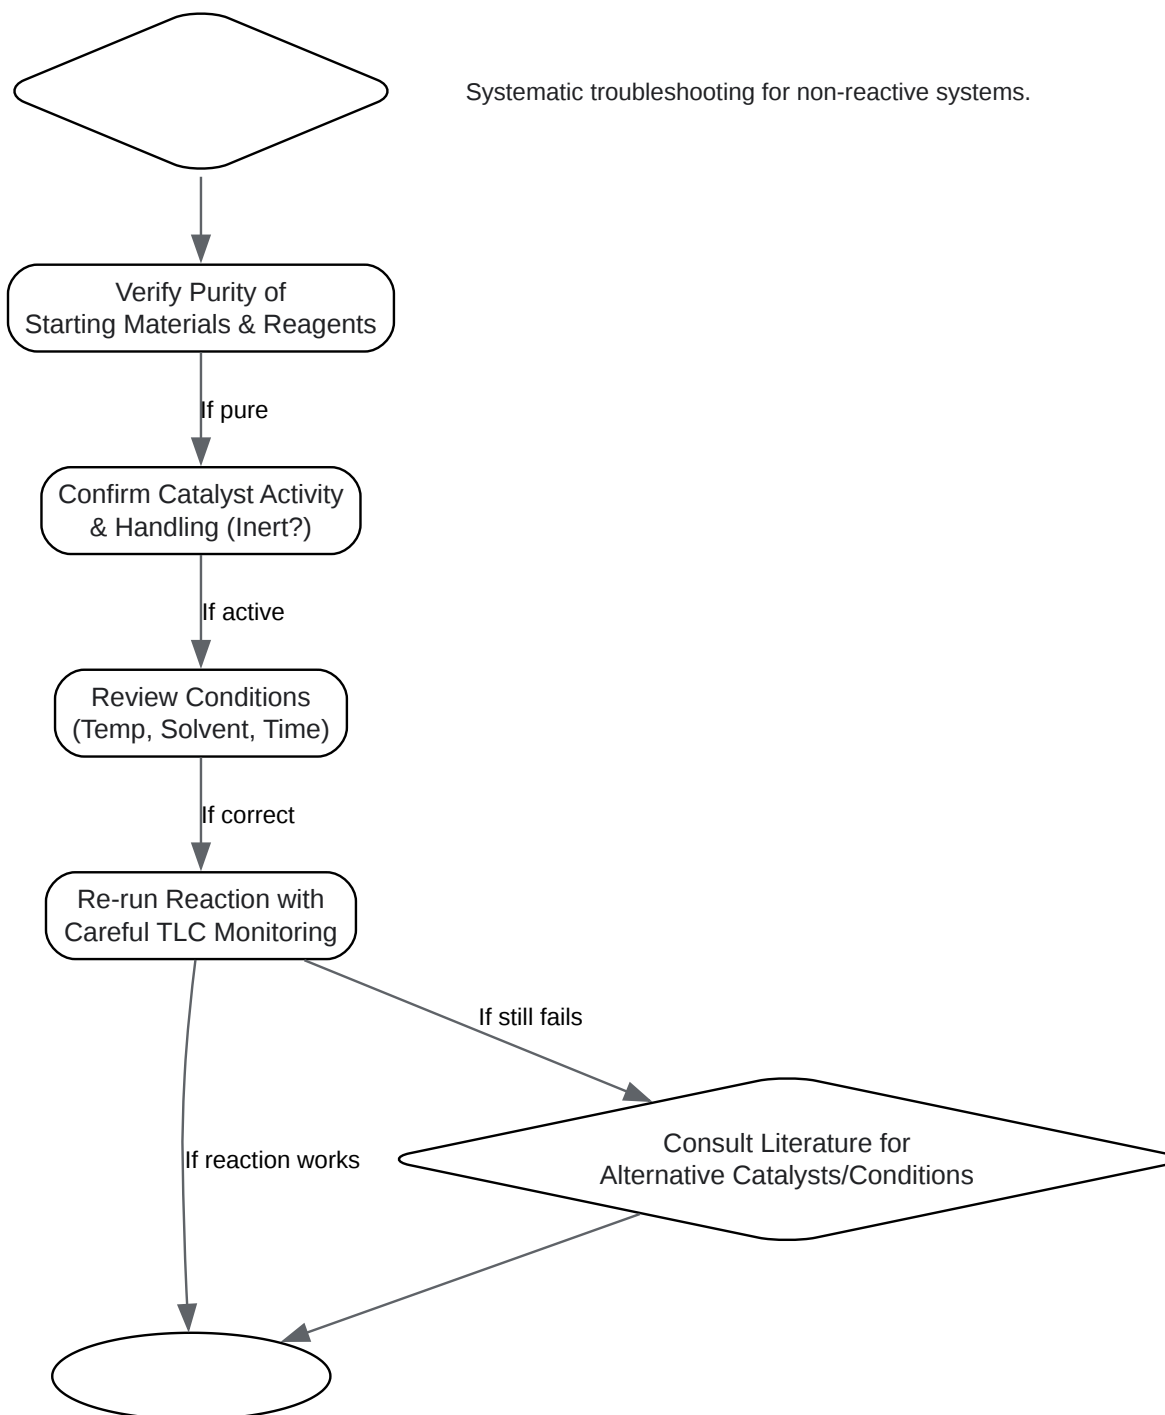 Systematic troubleshooting for non-reactive systems.
Verify Purity of
Starting Materials & Reagents
If pure
Confirm Catalyst Activity
& Handling (Inert?)
If active
Review Conditions
(Temp, Solvent, Time)
If correct
Re-run Reaction with
Careful TLC Monitoring
If still fails
Consult Literature for
Alternative Catalysts/Conditions
If reaction works